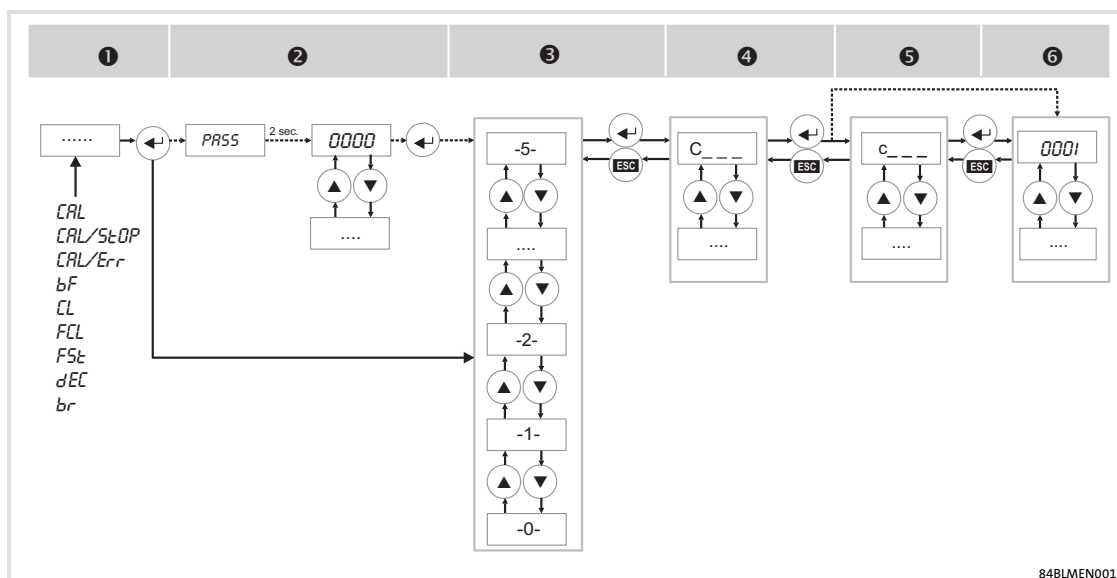 ❶ ❷ ❸ ❹ ❺ ❻
...... PASS 2 sec. 0000 -5- C_ _ _ c_ _ _ 0001
ESC ESC ESC
.... .... .... .... ....
CAL
CAL/StOP
CAL/Err
bF
CL
FCL
FSt
dEC
br
-2-
-1-
-0-
84BLMEN001